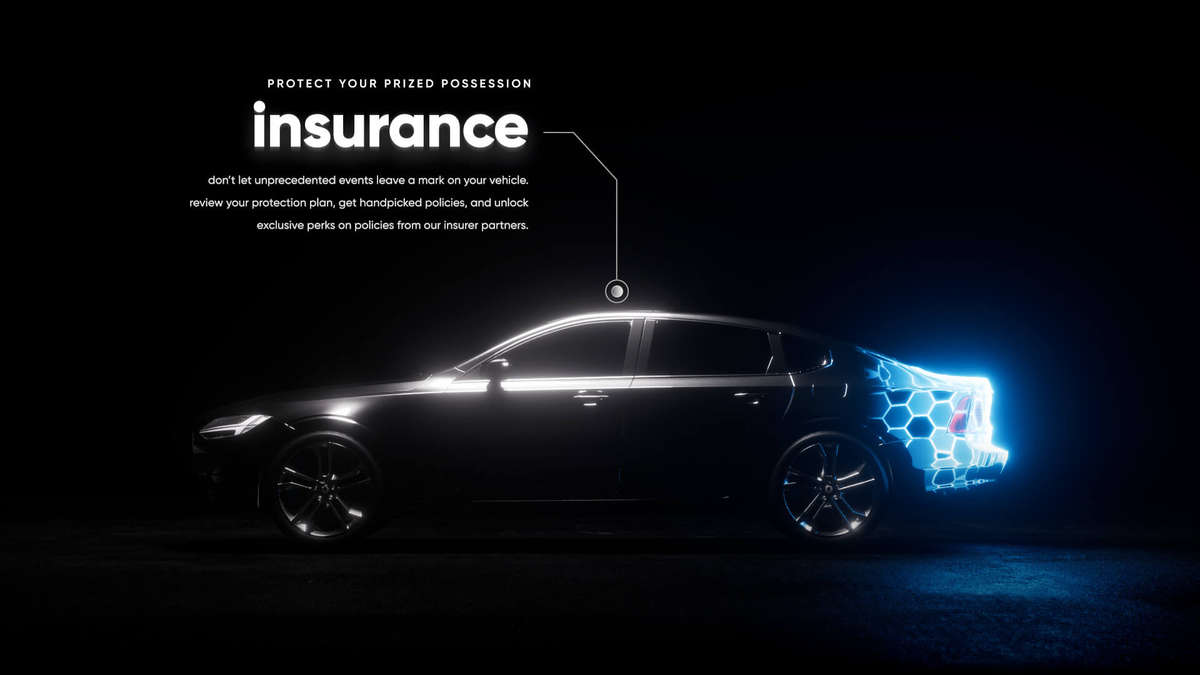 PROTECT YOUR PRIZED POSSESSION
insurance
don’t let unprecedented events leave a mark on your vehicle.
review your protection plan, get handpicked policies, and unlock
exclusive perks on policies from our insurer partners.